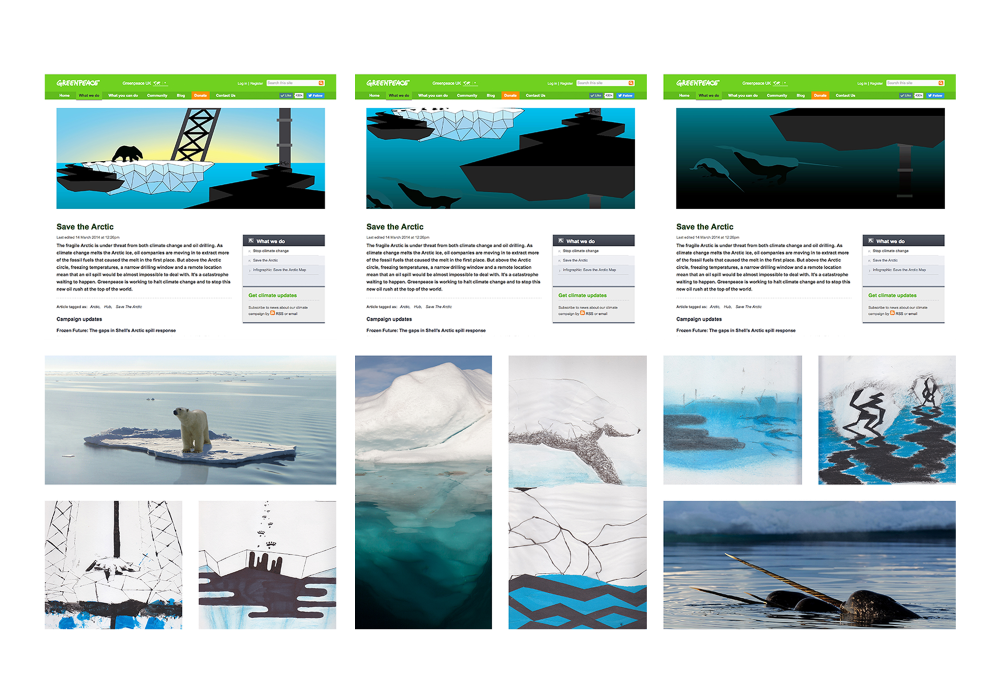 GREENPEACE
Greenpeace UK
Log in | Register
Search this site
Home What we do What you can do Community Blog Donate Contact Us
Like
Follow
Save the Arctic
Last edited 14 March 2014 at 12:26pm
The fragile Arctic is under threat from both climate change and oil drilling. As
climate change melts the Arctic ice, oil companies are moving in to extract more
of the fossil fuels that caused the melt in the first place. But above the Arctic
circle, freezing temperatures, a narrow drilling window and a remote location
mean that an oil spill would be almost impossible to deal with. It's a catastrophe
waiting to happen. Greenpeace is working to halt climate change and to stop this
new oil rush at the top of the world.
Article tagged as: Arctic, Hub, Save The Arctic
Campaign updates
Frozen Future: The gaps in Shell's Arctic spill response
What we do
Stop climate change
Save the Arctic
Infographic: Save the Arctic Map
Get climate updates
Subscribe to news about our climate
campaign by RSS or email
GREENPEACE
Greenpeace UK
Log in | Register
Search this site
Home What we do What you can do Community Blog Donate Contact Us
Like
Follow
Save the Arctic
Last edited 14 March 2014 at 12:26pm
The fragile Arctic is under threat from both climate change and oil drilling. As
climate change melts the Arctic ice, oil companies are moving in to extract more
of the fossil fuels that caused the melt in the first place. But above the Arctic
circle, freezing temperatures, a narrow drilling window and a remote location
mean that an oil spill would be almost impossible to deal with. It's a catastrophe
waiting to happen. Greenpeace is working to halt climate change and to stop this
new oil rush at the top of the world.
Article tagged as: Arctic, Hub, Save The Arctic
Campaign updates
Frozen Future: The gaps in Shell's Arctic spill response
What we do
Stop climate change
Save the Arctic
Infographic: Save the Arctic Map
Get climate updates
Subscribe to news about our climate
campaign by RSS or email
GREENPEACE
Greenpeace UK
Log in | Register
Search this site
Home What we do What you can do Community Blog Donate Contact Us
Like
Follow
Save the Arctic
Last edited 14 March 2014 at 12:26pm
The fragile Arctic is under threat from both climate change and oil drilling. As
climate change melts the Arctic ice, oil companies are moving in to extract more
of the fossil fuels that caused the melt in the first place. But above the Arctic
circle, freezing temperatures, a narrow drilling window and a remote location
mean that an oil spill would be almost impossible to deal with. It's a catastrophe
waiting to happen. Greenpeace is working to halt climate change and to stop this
new oil rush at the top of the world.
Article tagged as: Arctic, Hub, Save The Arctic
Campaign updates
Frozen Future: The gaps in Shell's Arctic spill response
What we do
Stop climate change
Save the Arctic
Infographic: Save the Arctic Map
Get climate updates
Subscribe to news about our climate
campaign by RSS or email